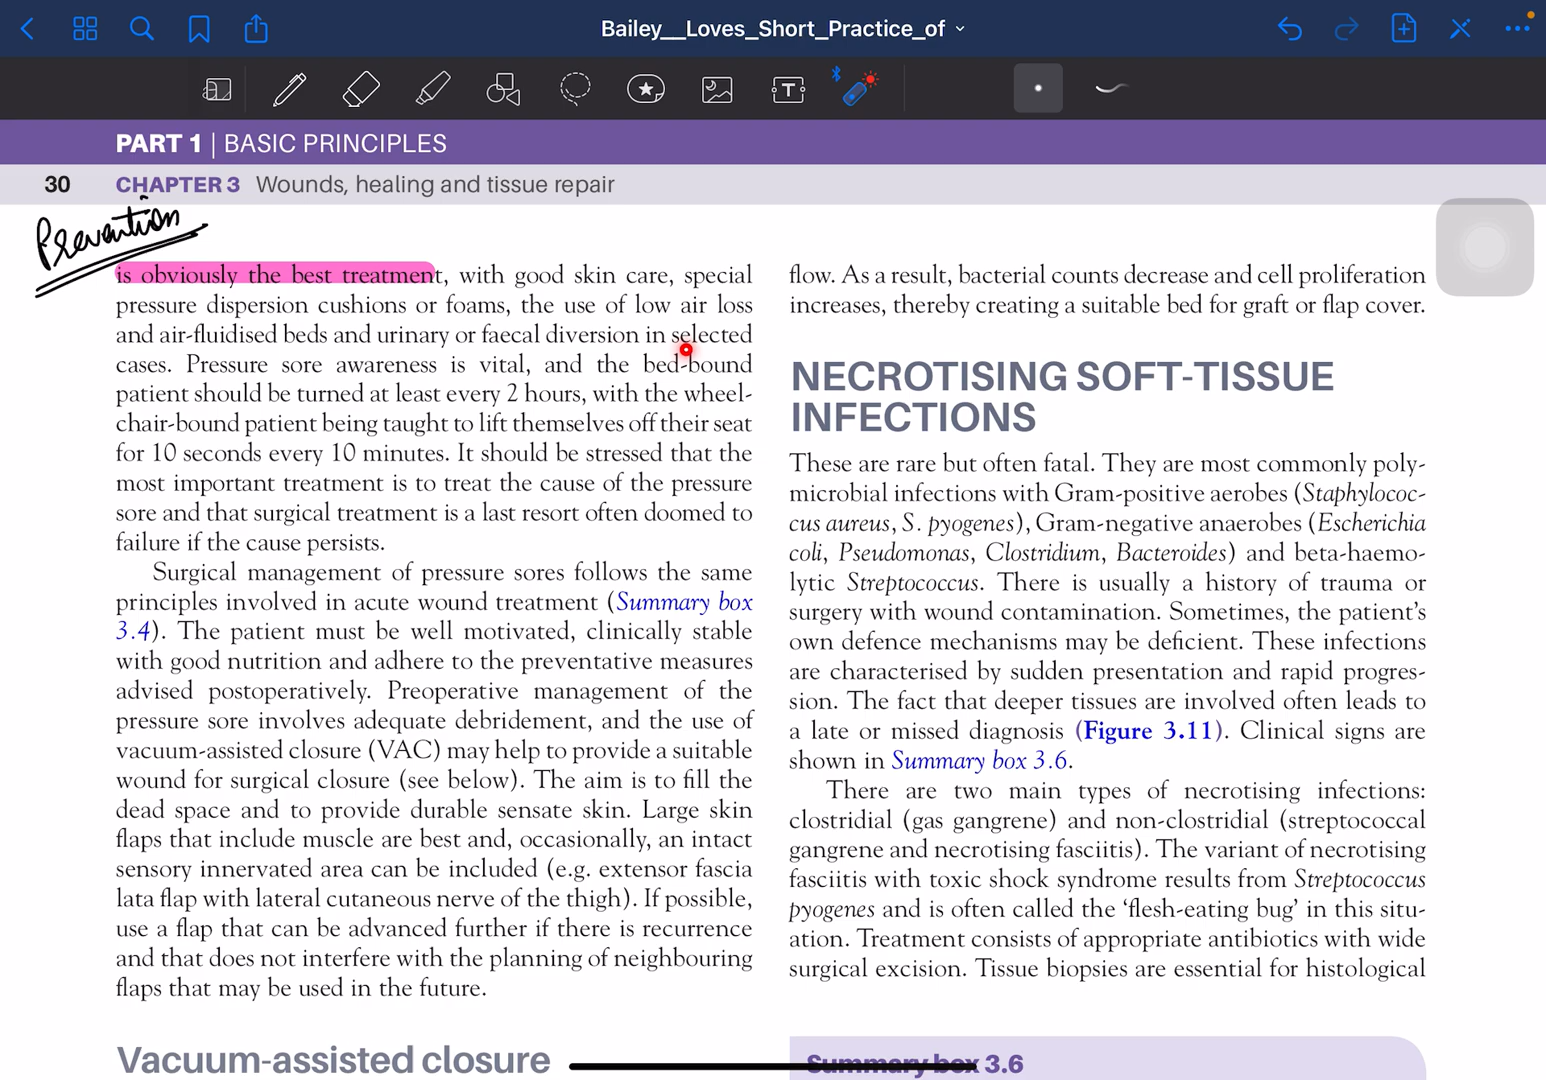 Bailey__Loves_Short_Practice_of
T
PART 1 | BASIC PRINCIPLES
30 CHAPTER 3 Wounds, healing and tissue repair
Prevention
is obviously the best treatment, with good skin care, special
pressure dispersion cushions or foams, the use of low air loss
and air-fluidised beds and urinary or faecal diversion in selected
cases. Pressure sore awareness is vital, and the bed-bound
patient should be turned at least every 2 hours, with the wheel-
chair-bound patient being taught to lift themselves off their seat
for 10 seconds every 10 minutes. It should be stressed that the
most important treatment is to treat the cause of the pressure
sore and that surgical treatment is a last resort often doomed to
failure if the cause persists.
Surgical management of pressure sores follows the same
principles involved in acute wound treatment (Summary box
3.4). The patient must be well motivated, clinically stable
with good nutrition and adhere to the preventative measures
advised postoperatively. Preoperative management of the
pressure sore involves adequate debridement, and the use of
vacuum-assisted closure (VAC) may help to provide a suitable
wound for surgical closure (see below). The aim is to fill the
dead space and to provide durable sensate skin. Large skin
flaps that include muscle are best and, occasionally, an intact
sensory innervated area can be included (e.g. extensor fascia
lata flap with lateral cutaneous nerve of the thigh). If possible,
use a flap that can be advanced further if there is recurrence
and that does not interfere with the planning of neighbouring
flaps that may be used in the future.
Vacuum-assisted closure
flow. As a result, bacterial counts decrease and cell proliferation
increases, thereby creating a suitable bed for graft or flap cover.
NECROTISING SOFT-TISSUE
INFECTIONS
These are rare but often fatal. They are most commonly poly-
microbial infections with Gram-positive aerobes (Staphylococ-
cus aureus, S. pyogenes), Gram-negative anaerobes (Escherichia
coli, Pseudomonas, Clostridium, Bacteroides) and beta-haemo-
lytic Streptococcus. There is usually a history of trauma or
surgery with wound contamination. Sometimes, the patient's
own defence mechanisms may be deficient. These infections
are characterised by sudden presentation and rapid progres-
sion. The fact that deeper tissues are involved often leads to
a late or missed diagnosis (Figure 3.11). Clinical signs are
shown in Summary box 3.6.
There are two main types of necrotising infections:
clostridial (gas gangrene) and non-clostridial (streptococcal
gangrene and necrotising fasciitis). The variant of necrotising
fasciitis with toxic shock syndrome results from Streptococcus
pyogenes and is often called the 'flesh-eating bug' in this situ-
ation. Treatment consists of appropriate antibiotics with wide
surgical excision. Tissue biopsies are essential for histological
Summary box 3.6